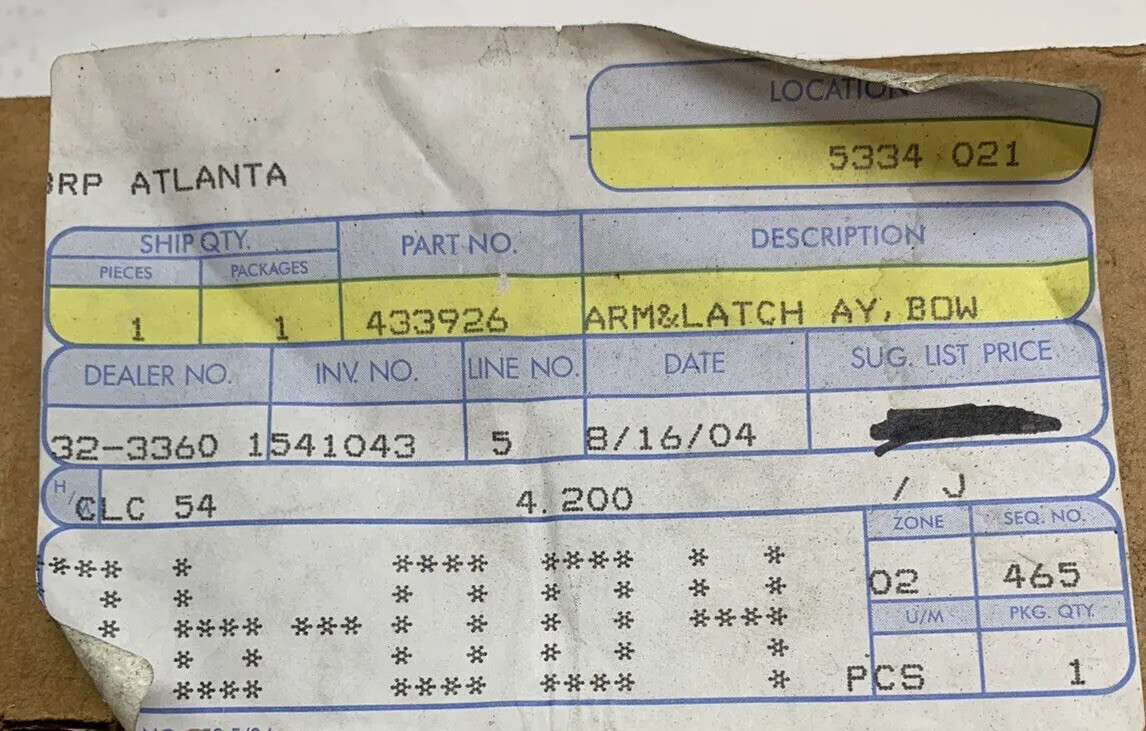 LOCATION
5334 021
BRP ATLANTA
SHIP QTY. PART NO. DESCRIPTION
PIECES PACKAGES
1 1 433926 ARM&LATCH AY, BOW
DEALER NO. INV. NO. LINE NO. DATE SUG. LIST PRICE
32-3360 1541043 5 8/16/04
H/M CLC 54 4.200 / J
ZONE SEQ. NO.
02 465
U/M PKG. QTY.
PCS 1
**** * **** **** * *
* * * * * * * *
* **** *** * * * * ****
* * * * * * *
**** **** **** *